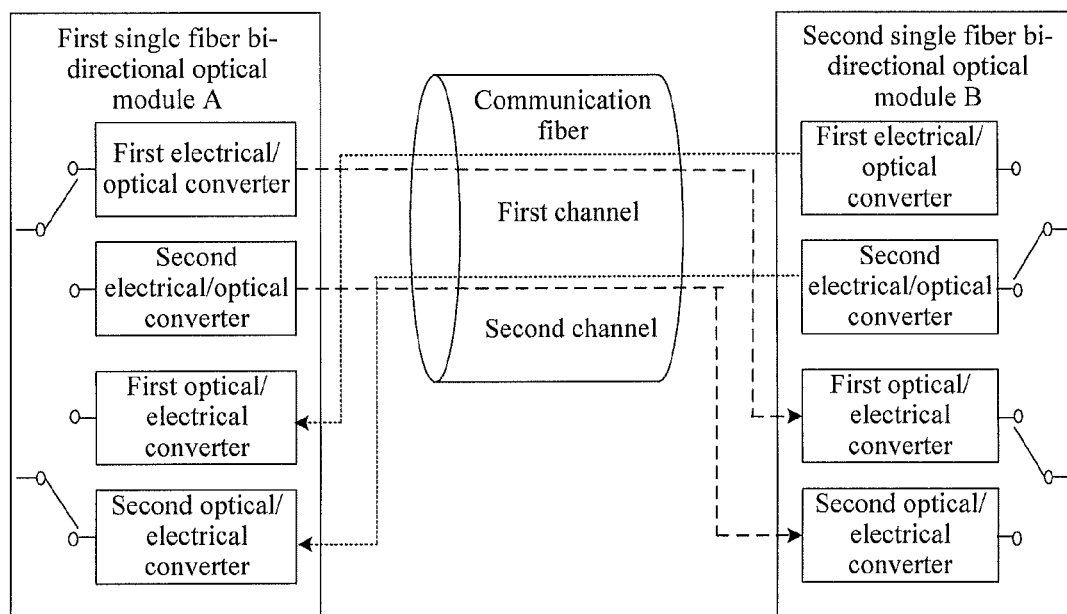 First single fiber bi-
directional optical
module A
First electrical/
optical converter
Second
electrical/optical
converter
First optical/
electrical
converter
Second optical/
electrical
converter
Communication
fiber
First channel
Second channel
Second single fiber bi-
directional optical
module B
First electrical/
optical
converter
Second
electrical/optical
converter
First optical/
electrical
converter
Second optical/
electrical
converter